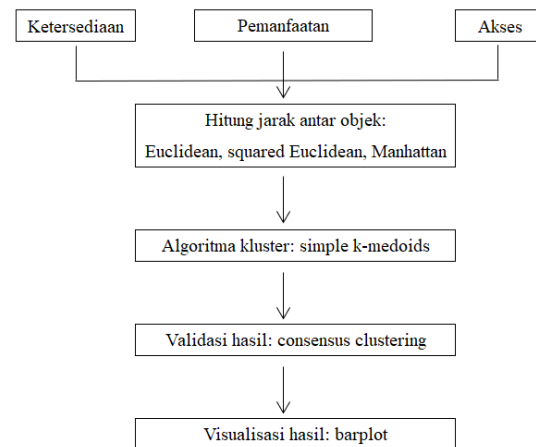 Ketersediaan
Pemanfaatan
Akses
Hitung jarak antar objek:
Euclidean, squared Euclidean, Manhattan
Algoritma kluster: simple k-medoids
Validasi hasil: consensus clustering
Visualisasi hasil: barplot